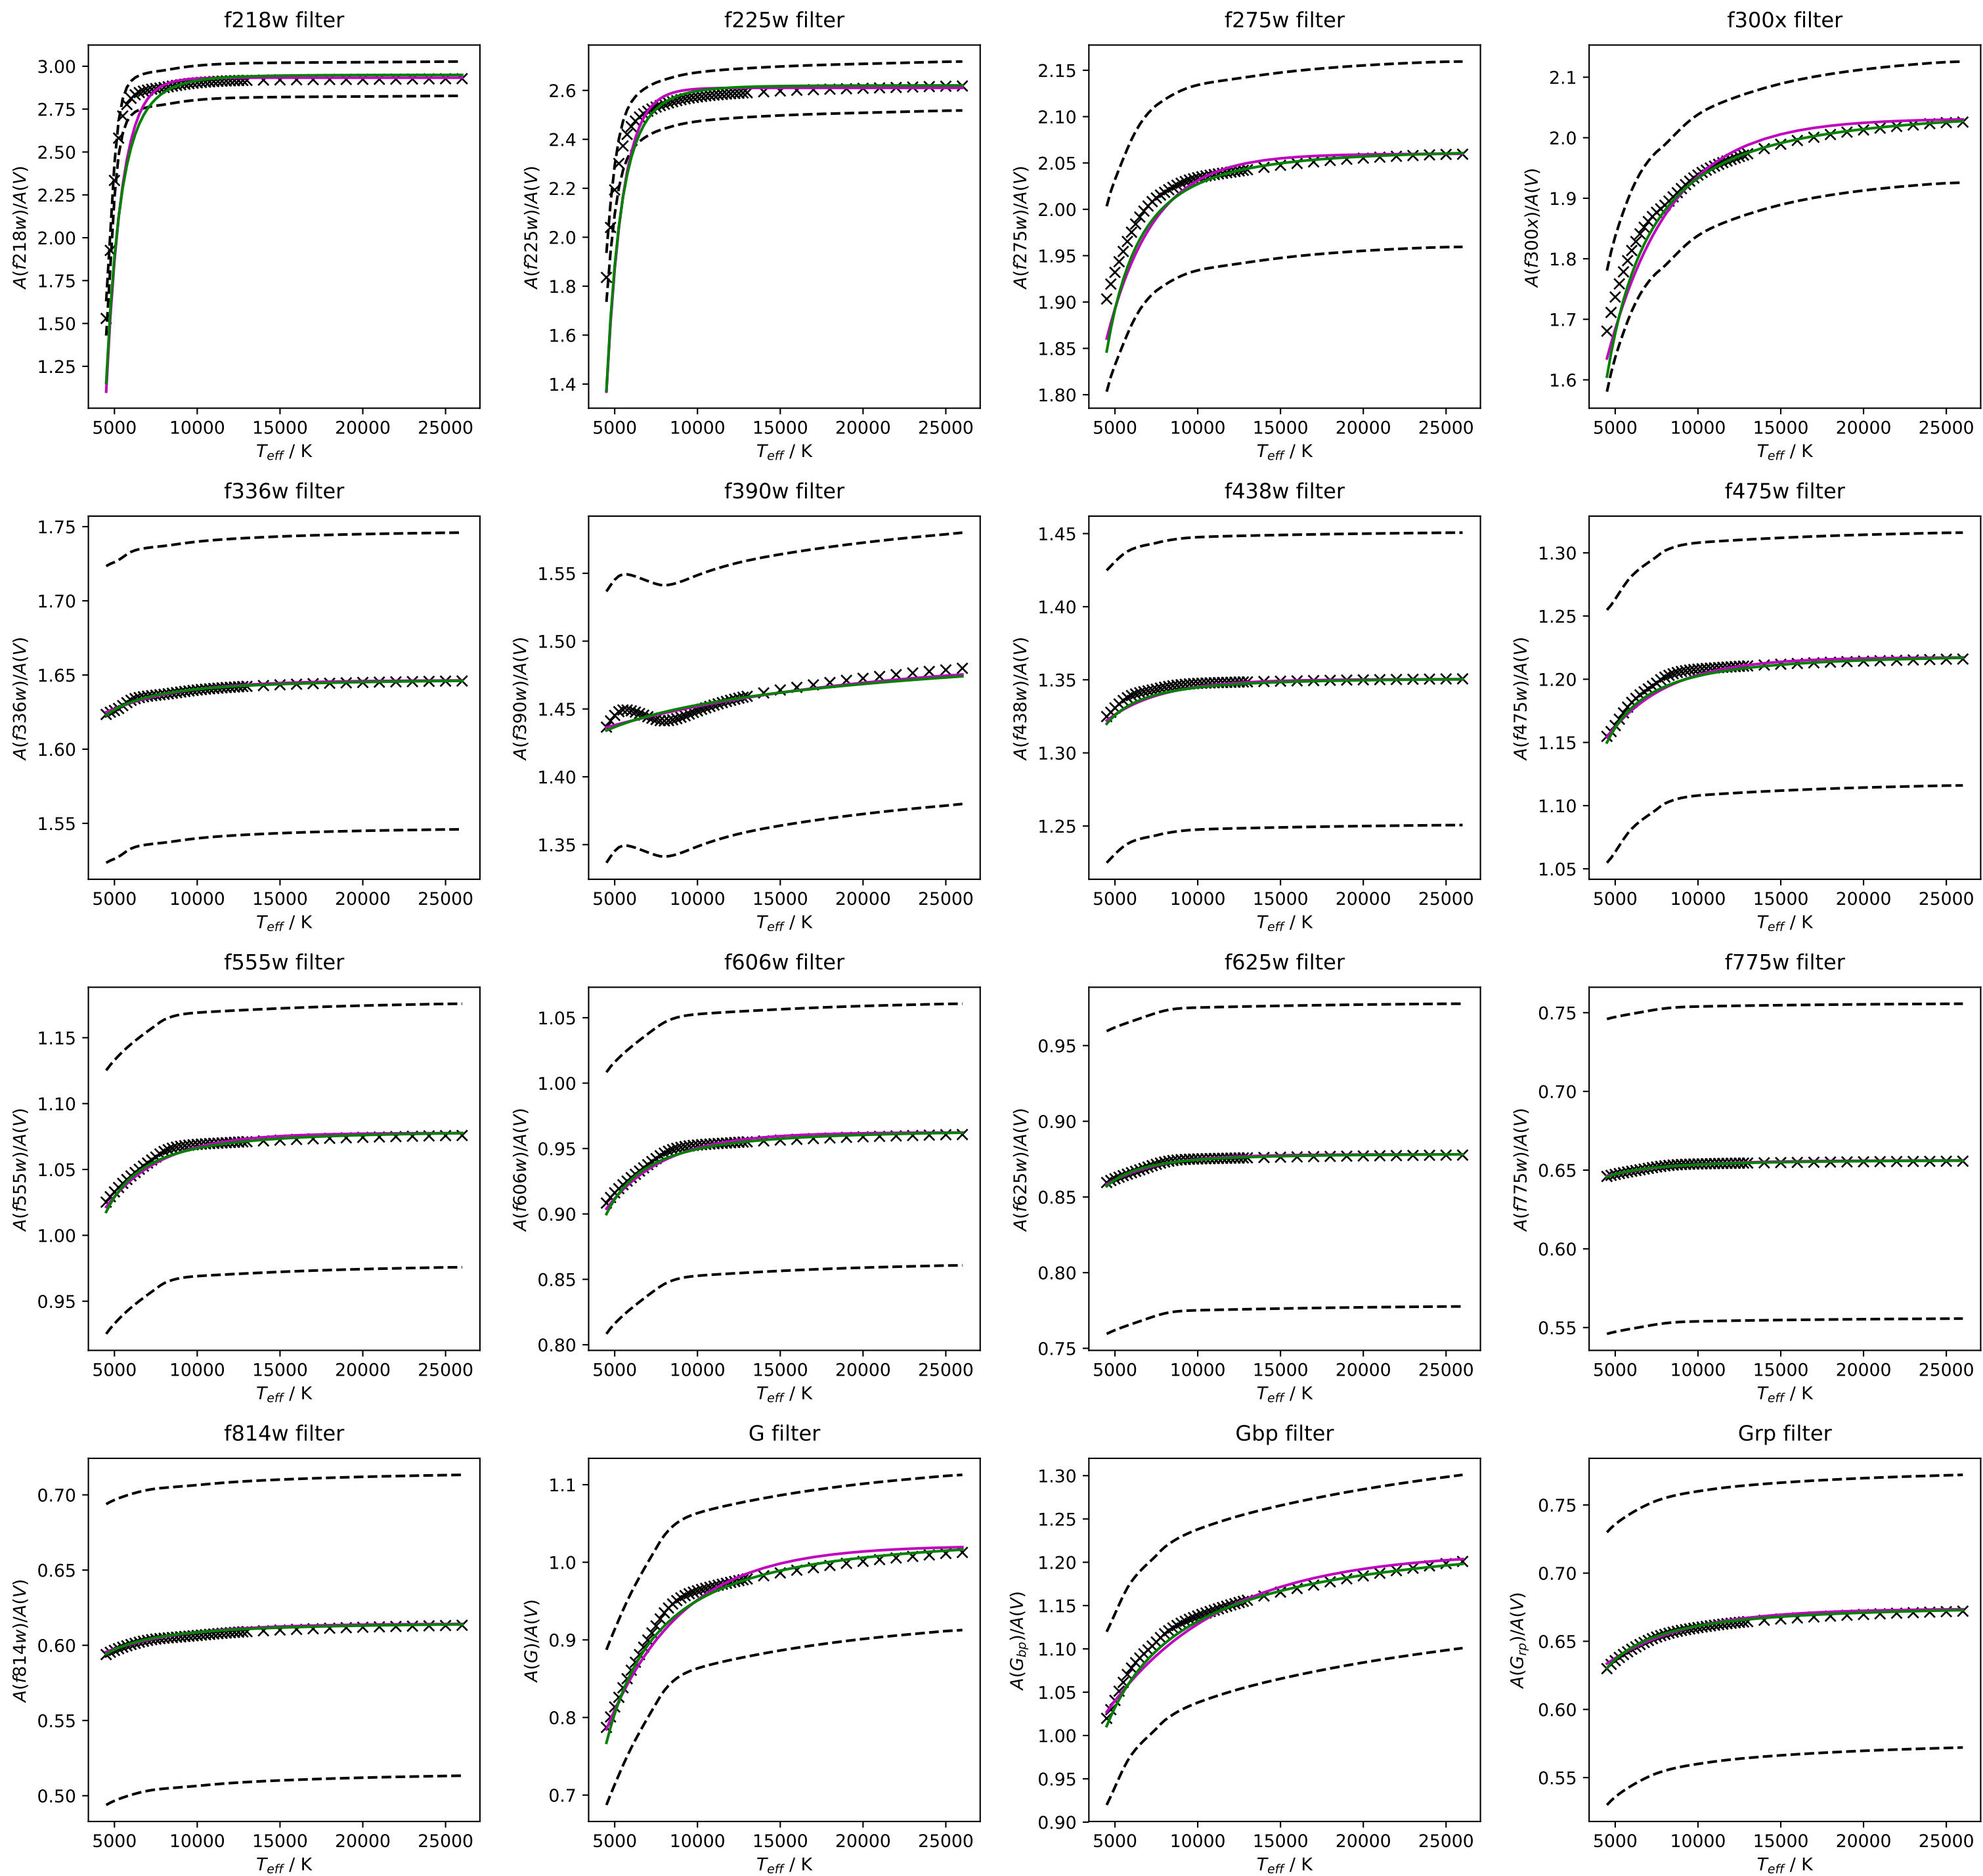 f218w filter
f225w filter
f275w filter
f300x filter
A(f218w)/A(V)
3.00
2.75
2.50
2.25
2.00
1.75
1.50
1.25
5000 10000 15000 20000 25000
T_eff / K
A(f225w)/A(V)
2.6
2.4
2.2
2.0
1.8
1.6
1.4
5000 10000 15000 20000 25000
T_eff / K
A(f275w)/A(V)
2.15
2.10
2.05
2.00
1.95
1.90
1.85
1.80
5000 10000 15000 20000 25000
T_eff / K
A(f300x)/A(V)
2.1
2.0
1.9
1.8
1.7
1.6
5000 10000 15000 20000 25000
T_eff / K
f336w filter
f390w filter
f438w filter
f475w filter
A(f336w)/A(V)
1.75
1.70
1.65
1.60
1.55
5000 10000 15000 20000 25000
T_eff / K
A(f390w)/A(V)
1.55
1.50
1.45
1.40
1.35
5000 10000 15000 20000 25000
T_eff / K
A(f438w)/A(V)
1.45
1.40
1.35
1.30
1.25
5000 10000 15000 20000 25000
T_eff / K
A(f475w)/A(V)
1.30
1.25
1.20
1.15
1.10
1.05
5000 10000 15000 20000 25000
T_eff / K
f555w filter
f606w filter
f625w filter
f775w filter
A(f555w)/A(V)
1.15
1.10
1.05
1.00
0.95
5000 10000 15000 20000 25000
T_eff / K
A(f606w)/A(V)
1.05
1.00
0.95
0.90
0.85
0.80
5000 10000 15000 20000 25000
T_eff / K
A(f625w)/A(V)
0.95
0.90
0.85
0.80
0.75
5000 10000 15000 20000 25000
T_eff / K
A(f775w)/A(V)
0.75
0.70
0.65
0.60
0.55
5000 10000 15000 20000 25000
T_eff / K
f814w filter
G filter
Gbp filter
Grp filter
A(f814w)/A(V)
0.70
0.65
0.60
0.55
0.50
5000 10000 15000 20000 25000
T_eff / K
A(G)/A(V)
1.1
1.0
0.9
0.8
0.7
5000 10000 15000 20000 25000
T_eff / K
A(G_bp)/A(V)
1.30
1.25
1.20
1.15
1.10
1.05
1.00
0.95
0.90
5000 10000 15000 20000 25000
T_eff / K
A(G_rp)/A(V)
0.75
0.70
0.65
0.60
0.55
5000 10000 15000 20000 25000
T_eff / K